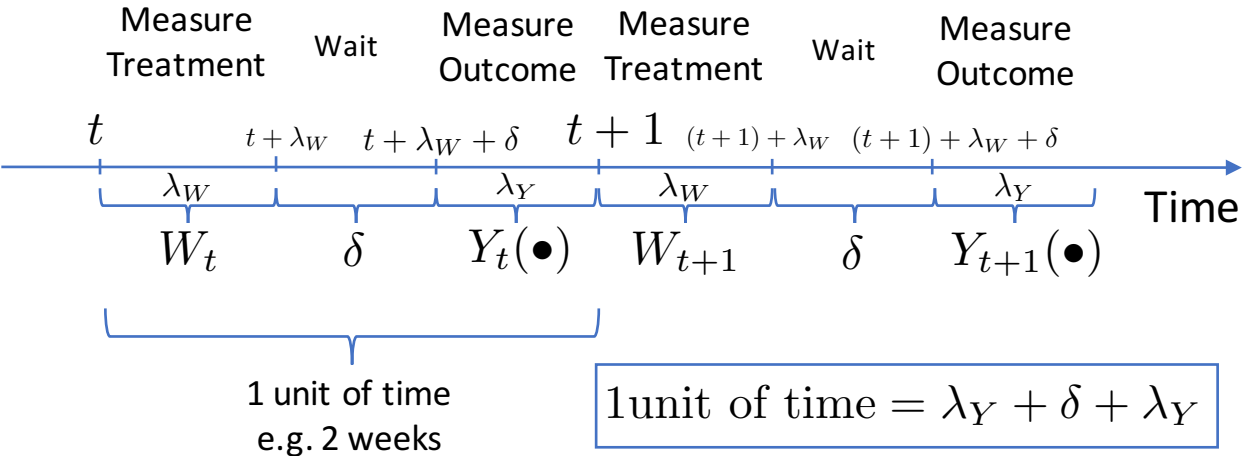 Measure Treatment
Wait
Measure Outcome
Measure Treatment
Wait
Measure Outcome
t
t + λ_W
t + λ_W + δ
t + 1
(t + 1) + λ_W
(t + 1) + λ_W + δ
Time
λ_W
λ_Y
λ_W
λ_Y
W_t
δ
Y_t(●)
W_{t+1}
δ
Y_{t+1}(●)
1 unit of time
e.g. 2 weeks
1unit of time = λ_Y + δ + λ_Y